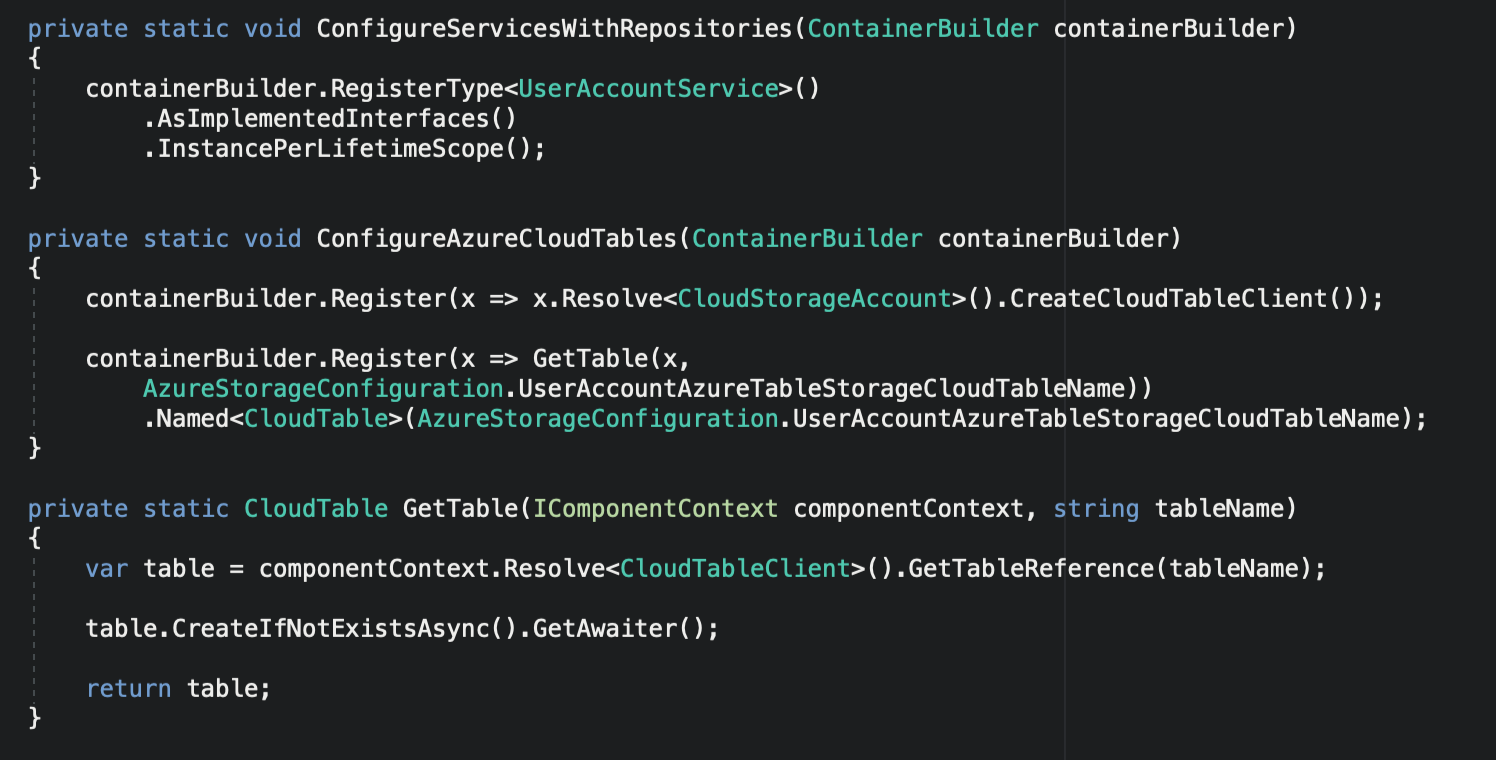 private static void ConfigureServicesWithRepositories(ContainerBuilder containerBuilder)
{
    containerBuilder.RegisterType<UserAccountService>()
        .AsImplementedInterfaces()
        .InstancePerLifetimeScope();
}

private static void ConfigureAzureCloudTables(ContainerBuilder containerBuilder)
{
    containerBuilder.Register(x => x.Resolve<CloudStorageAccount>().CreateCloudTableClient());

    containerBuilder.Register(x => GetTable(x,
        AzureStorageConfiguration.UserAccountAzureTableStorageCloudTableName))
        .Named<CloudTable>(AzureStorageConfiguration.UserAccountAzureTableStorageCloudTableName);
}

private static CloudTable GetTable(IComponentContext componentContext, string tableName)
{
    var table = componentContext.Resolve<CloudTableClient>().GetTableReference(tableName);

    table.CreateIfNotExistsAsync().GetAwaiter();

    return table;
}